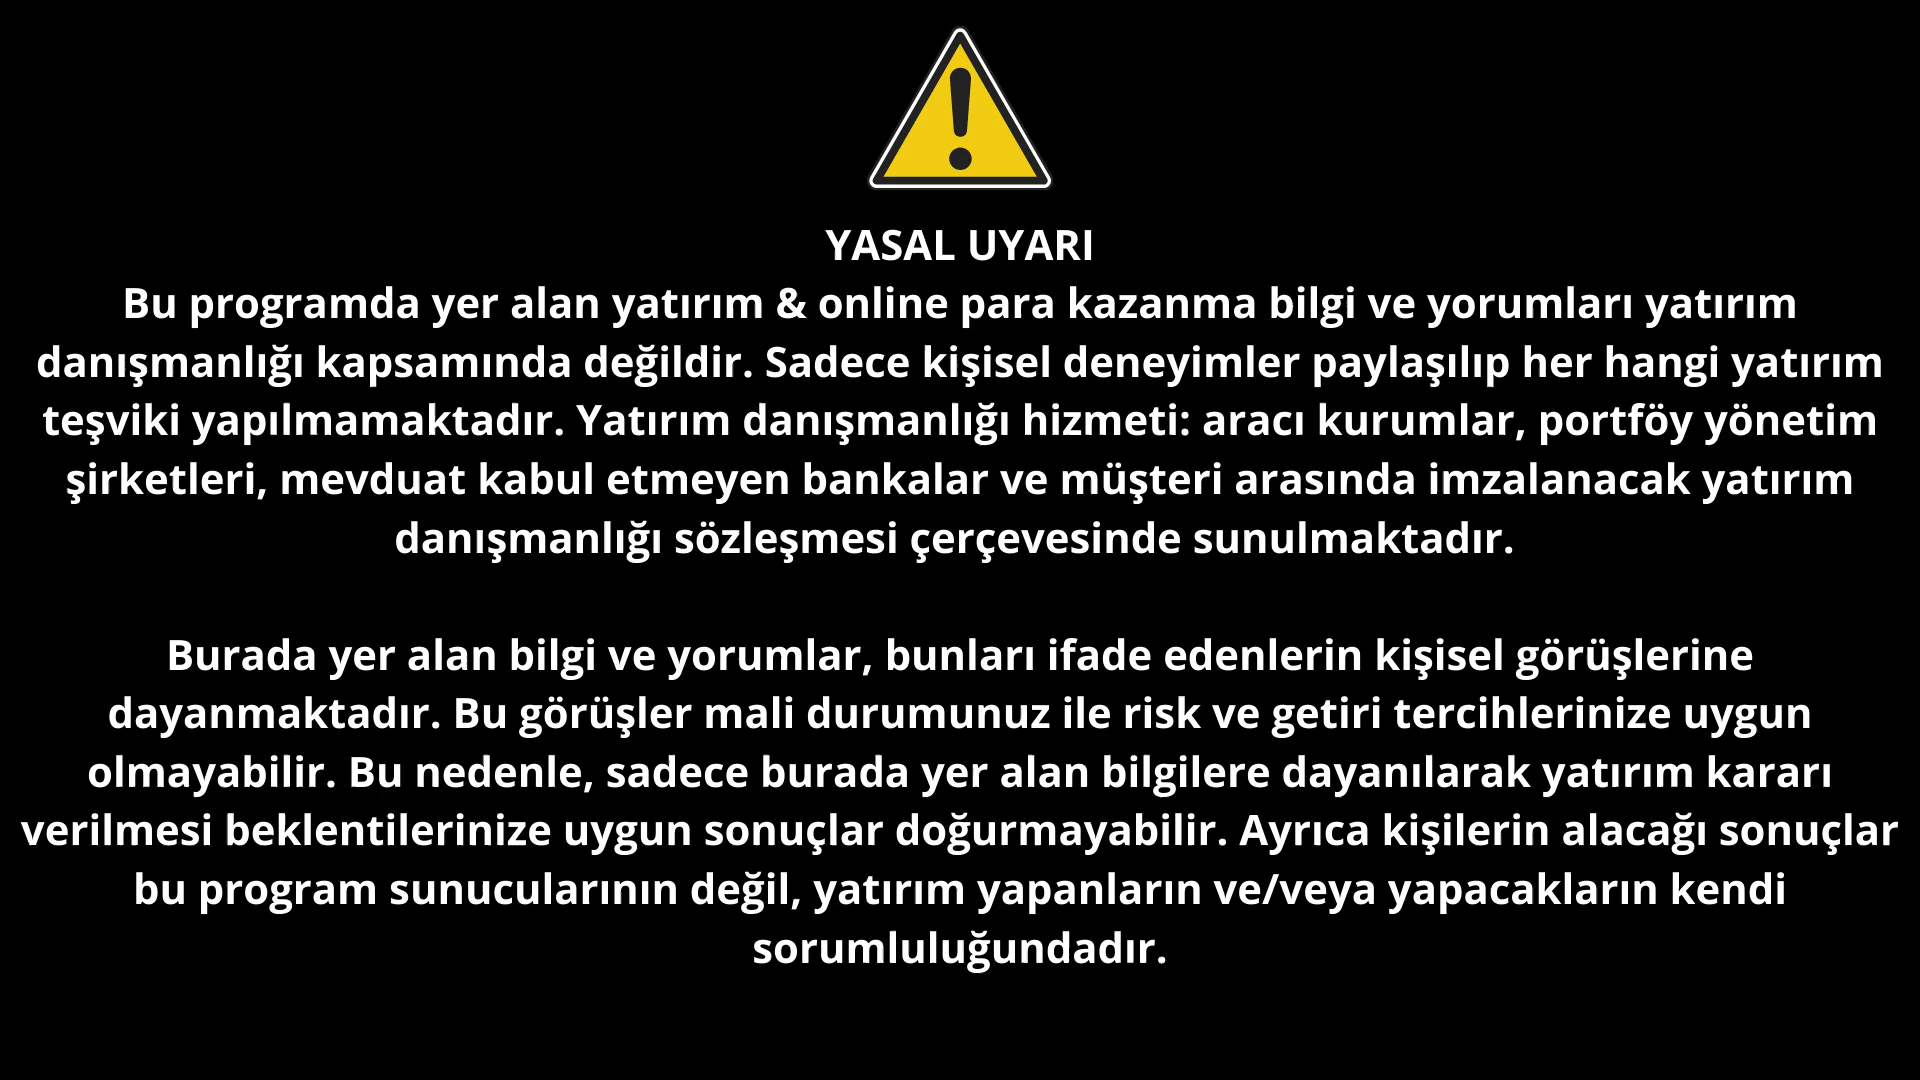 YASAL UYARI
Bu programda yer alan yatırım & online para kazanma bilgi ve yorumları yatırım
danışmanlığı kapsamında değildir. Sadece kişisel deneyimler paylaşılıp her hangi yatırım
teşviki yapılmamaktadır. Yatırım danışmanlığı hizmeti: aracı kurumlar, portföy yönetim
şirketleri, mevduat kabul etmeyen bankalar ve müşteri arasında imzalanacak yatırım
danışmanlığı sözleşmesi çerçevesinde sunulmaktadır.
Burada yer alan bilgi ve yorumlar, bunları ifade edenlerin kişisel görüşlerine
dayanmaktadır. Bu görüşler mali durumunuz ile risk ve getiri tercihlerinize uygun
olmayabilir. Bu nedenle, sadece burada yer alan bilgilere dayanılarak yatırım kararı
verilmesi beklentilerinize uygun sonuçlar doğurmayabilir. Ayrıca kişilerin alacağı sonuçlar
bu program sunucularının değil, yatırım yapanların ve/veya yapacakların kendi
sorumluluğundadır.